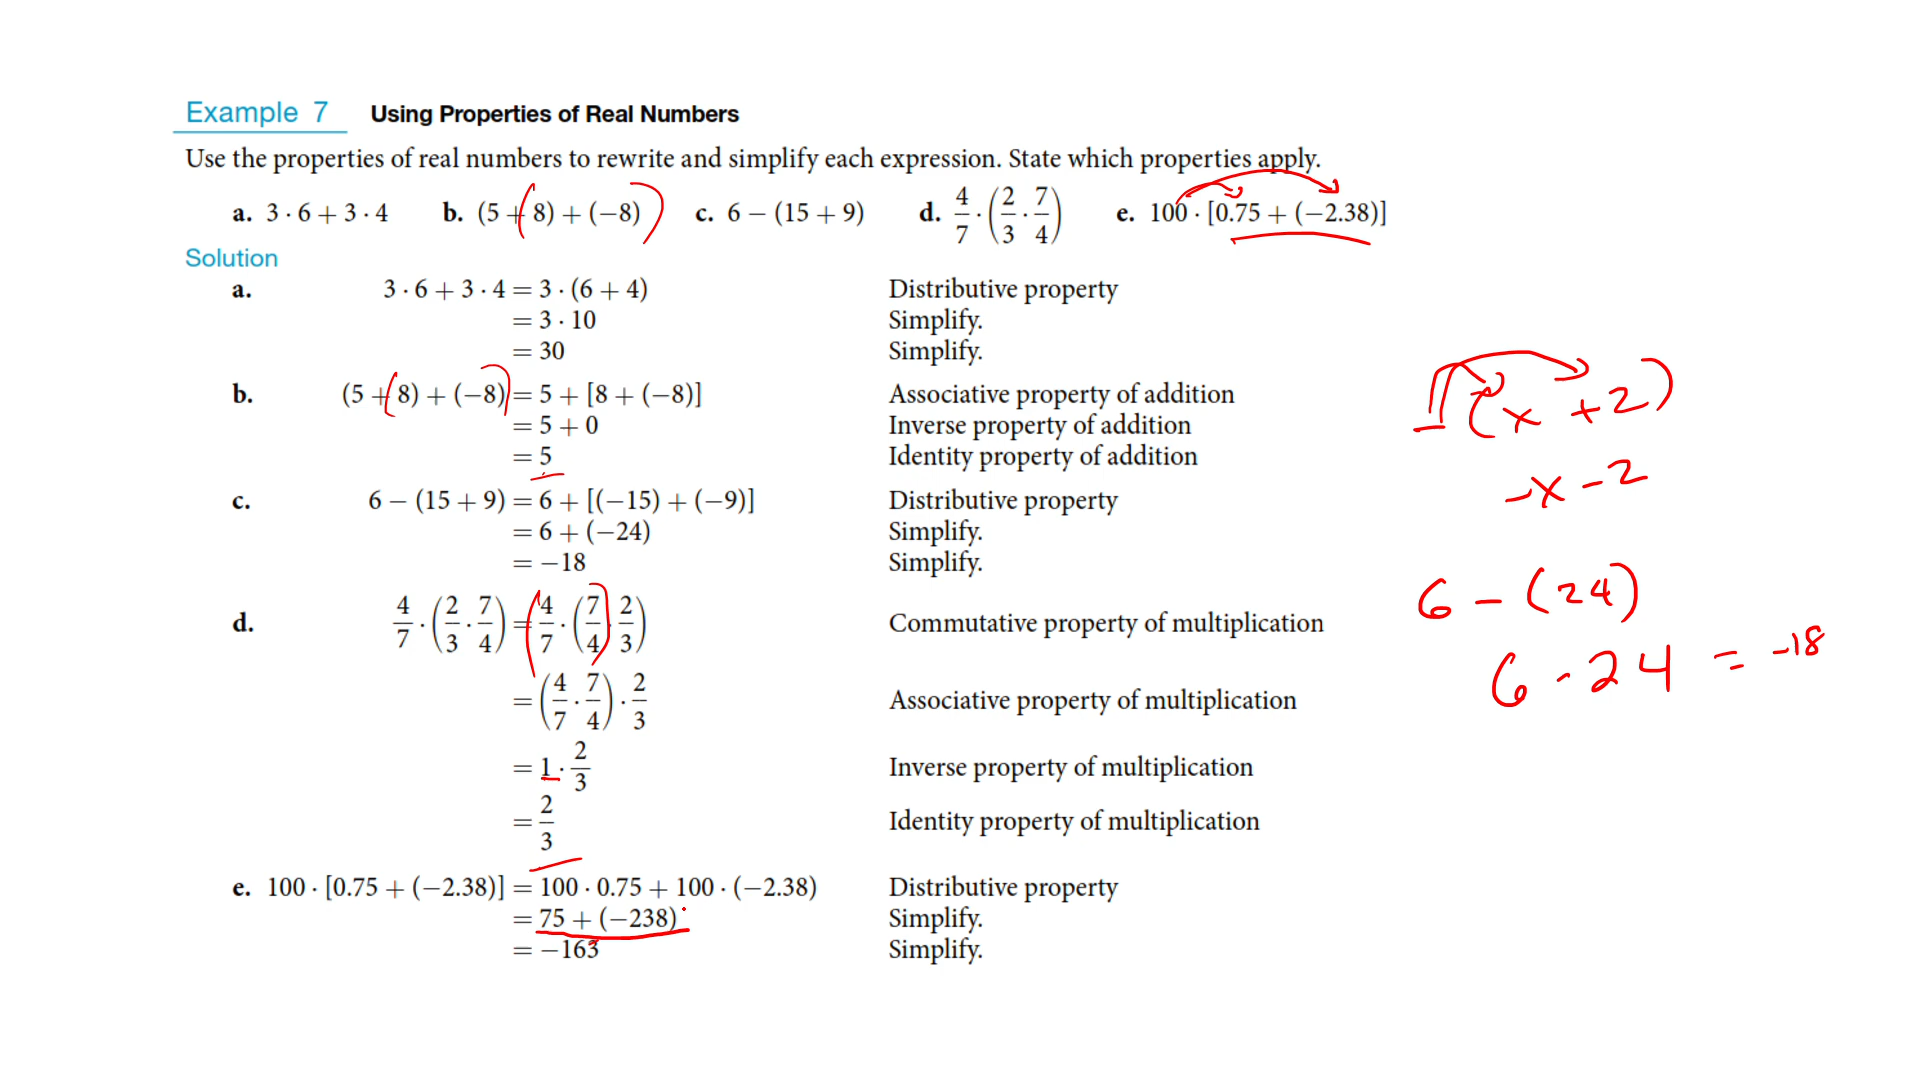 Example 7 Using Properties of Real Numbers
Use the properties of real numbers to rewrite and simplify each expression. State which properties apply.
a. 3 · 6 + 3 · 4 b. (5 + 8) + (−8) c. 6 − (15 + 9) d. 4/7 · (2/3 · 7/4) e. 100 · [0.75 + (−2.38)]
Solution
a. 3 · 6 + 3 · 4 = 3 · (6 + 4) Distributive property
= 3 · 10 Simplify.
= 30 Simplify.
b. (5 + 8) + (−8) = 5 + [8 + (−8)] Associative property of addition
= 5 + 0 Inverse property of addition
= 5 Identity property of addition
c. 6 − (15 + 9) = 6 + [(−15) + (−9)] Distributive property
= 6 + (−24) Simplify.
= −18 Simplify.
d. 4/7 · (2/3 · 7/4) = 4/7 · (7/4 · 2/3) Commutative property of multiplication
= (4/7 · 7/4) · 2/3 Associative property of multiplication
= 1 · 2/3 Inverse property of multiplication
= 2/3 Identity property of multiplication
e. 100 · [0.75 + (−2.38)] = 100 · 0.75 + 100 · (−2.38) Distributive property
= 75 + (−238) Simplify.
= −163 Simplify.
−1(x + 2)
−x − 2
6 − (24)
6 - 24 = -18